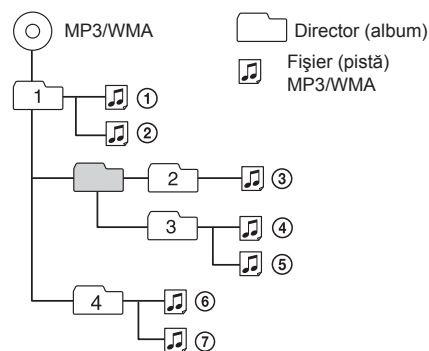 MP3/WMA
Director (album)
Fişier (pistă)
MP3/WMA
1
①
②
2
③
3
④
⑤
4
⑥
⑦